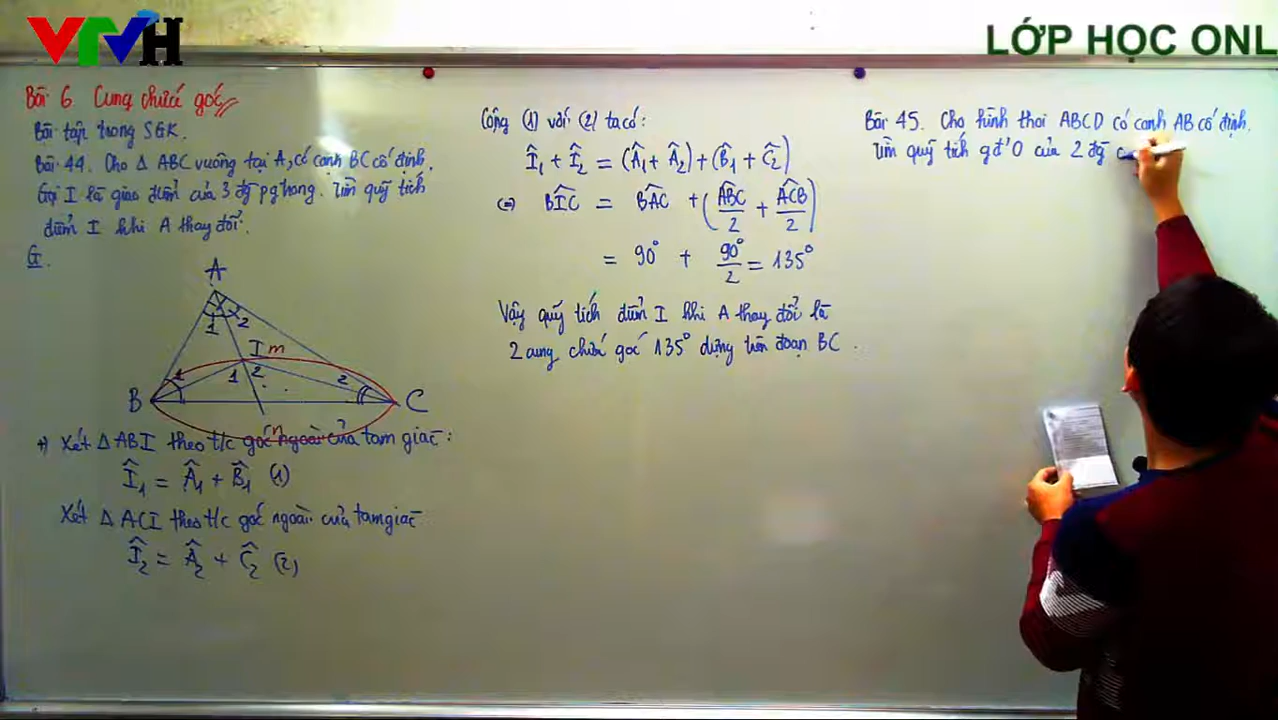 VTVH
LỚP HỌC ONL
Bài 6 Cung chứa góc
Bài tập trong SGK.
Bài 44. Cho Δ ABC vuông tại A, có cạnh BC cố định.
Gọi I là giao điểm của 3 đg pg trong. Tìm quỹ tích
điểm I khi A thay đổi.
G
A
1 2
I m
1 1 2 2
B C
n
+) Xét Δ ABI theo t/c góc ngoài của tam giác:
Î₁ = Â₁ + B̂₁ (1)
Xét Δ ACI theo t/c góc ngoài của tam giác
Î₂ = Â₂ + Ĉ₂ (2)
Cộng (1) với (2) ta có:
Î₁ + Î₂ = (Â₁ + Â₂) + (B̂₁ + Ĉ₂)
(=) BÎC = BÂC + (ABC/2 + ACB/2)
= 90° + 90°/2 = 135°
Vậy quỹ tích điểm I khi A thay đổi là
2 cung chứa góc 135° dựng trên đoạn BC.
Bài 45. Cho hình thoi ABCD có cạnh AB cố định.
Tìm quỹ tích gđ' O của 2 đg c